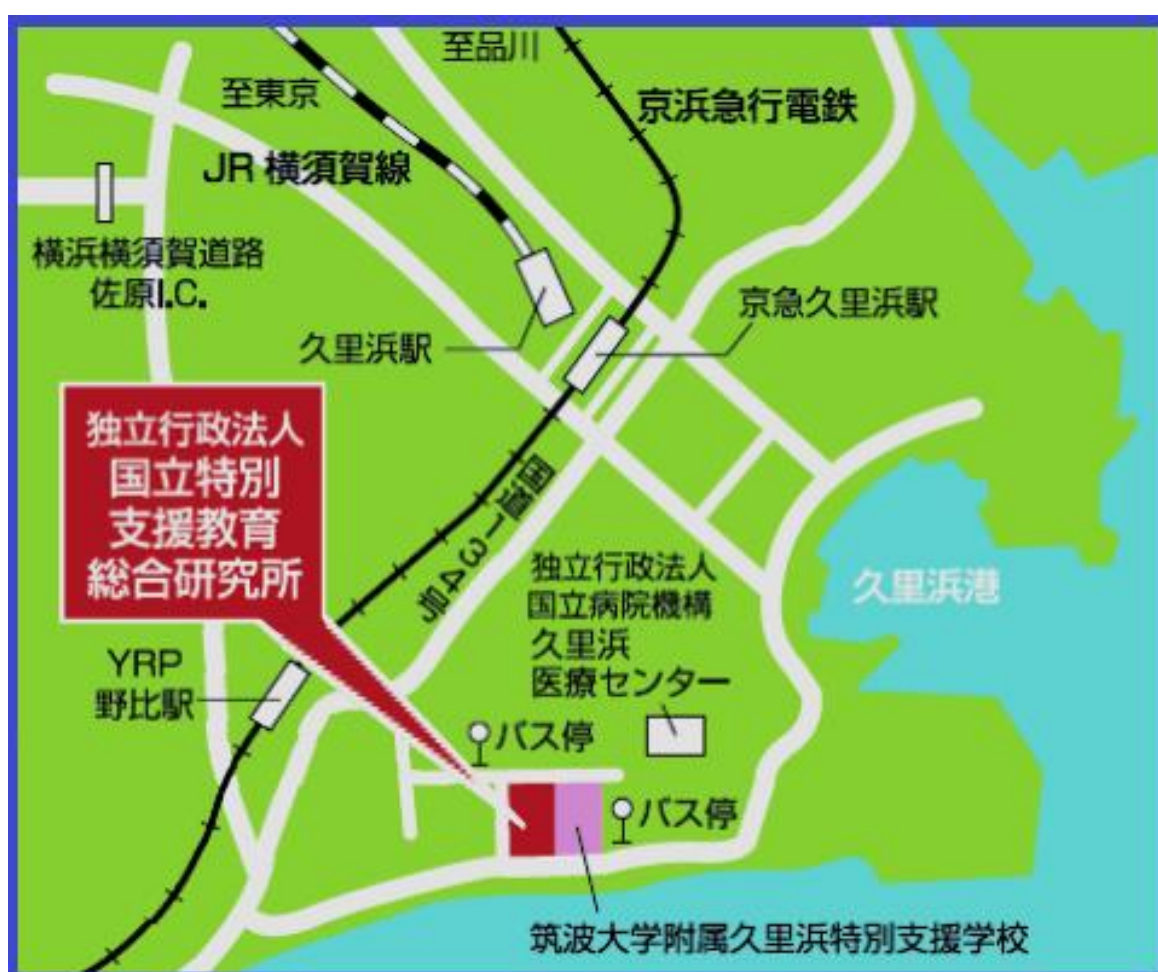 至品川
至東京
京浜急行電鉄
JR 横須賀線
横浜横須賀道路
佐原I.C.
京急久里浜駅
久里浜駅
独立行政法人
国立特別
支援教育
総合研究所
国道134号
独立行政法人
国立病院機構
久里浜
医療センター
久里浜港
YRP
野比駅
バス停
バス停
筑波大学附属久里浜特別支援学校